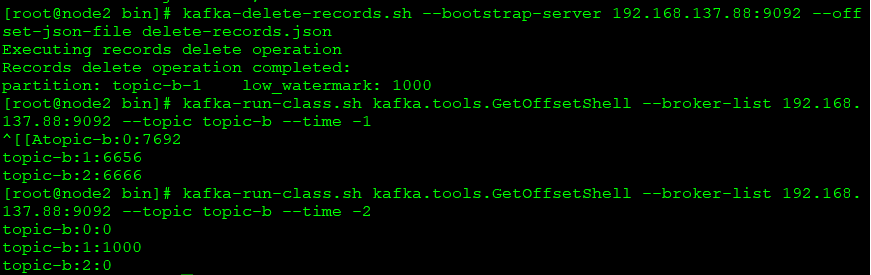 [root@node2 bin]# kafka-delete-records.sh --bootstrap-server 192.168.137.88:9092 --off
set-json-file delete-records.json
Executing records delete operation
Records delete operation completed:
partition: topic-b-1    low_watermark: 1000
[root@node2 bin]# kafka-run-class.sh kafka.tools.GetOffsetShell --broker-list 192.168.
137.88:9092 --topic topic-b --time -1
^[[Atopic-b:0:7692
topic-b:1:6656
topic-b:2:6666
[root@node2 bin]# kafka-run-class.sh kafka.tools.GetOffsetShell --broker-list 192.168.
137.88:9092 --topic topic-b --time -2
topic-b:0:0
topic-b:1:1000
topic-b:2:0